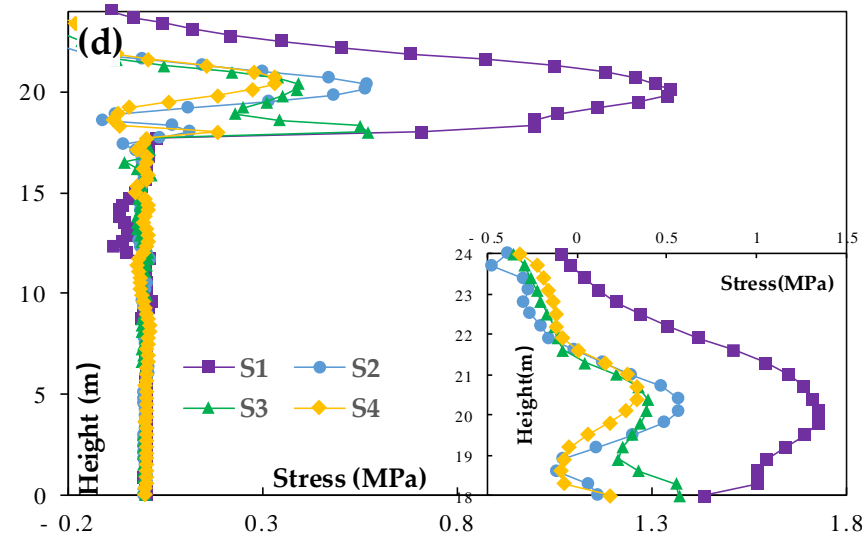 (d)
20
15
10
5
0
Height (m)
Stress (MPa)
- 0.2
0.3
0.8
1.3
1.8
S1
S2
S3
S4
- 0.5
0
0.5
1
1.5
24
23
22
21
20
19
18
Stress(MPa)
Height(m)